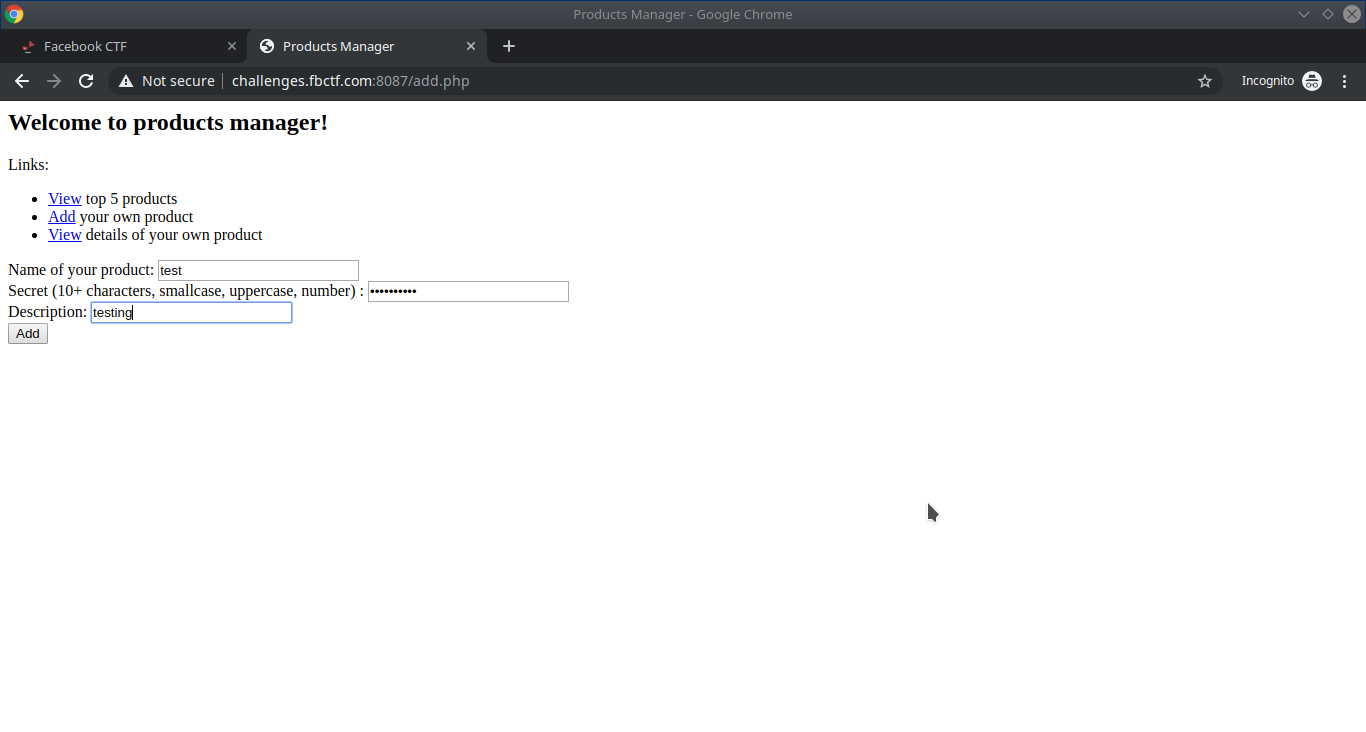 Products Manager - Google Chrome
Facebook CTF
Products Manager
Not secure challenges.fbctf.com:8087/add.php Incognito
Welcome to products manager!
Links:
View top 5 products
Add your own product
View details of your own product
Name of your product: test
Secret (10+ characters, smallcase, uppercase, number) : ••••••••••
Description: testing
Add